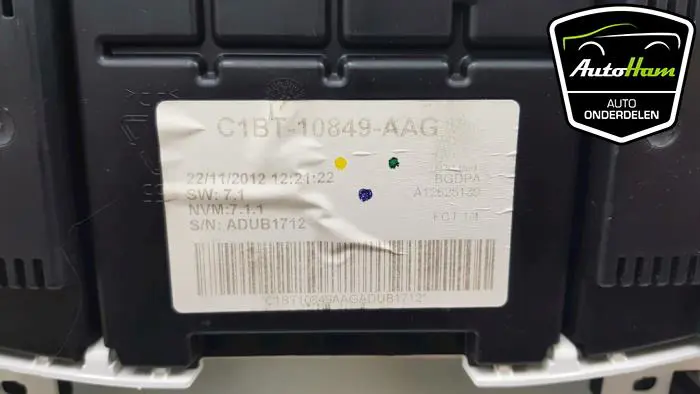 AutoHam
AUTO
ONDERDELEN
C1BT-10849-AAG
22/11/2012 12:21:22
SW: 7.1
NVM:7.1.1
S/N: ADUB1712
BGDPA
*C1BT10849AAGADUB1712*